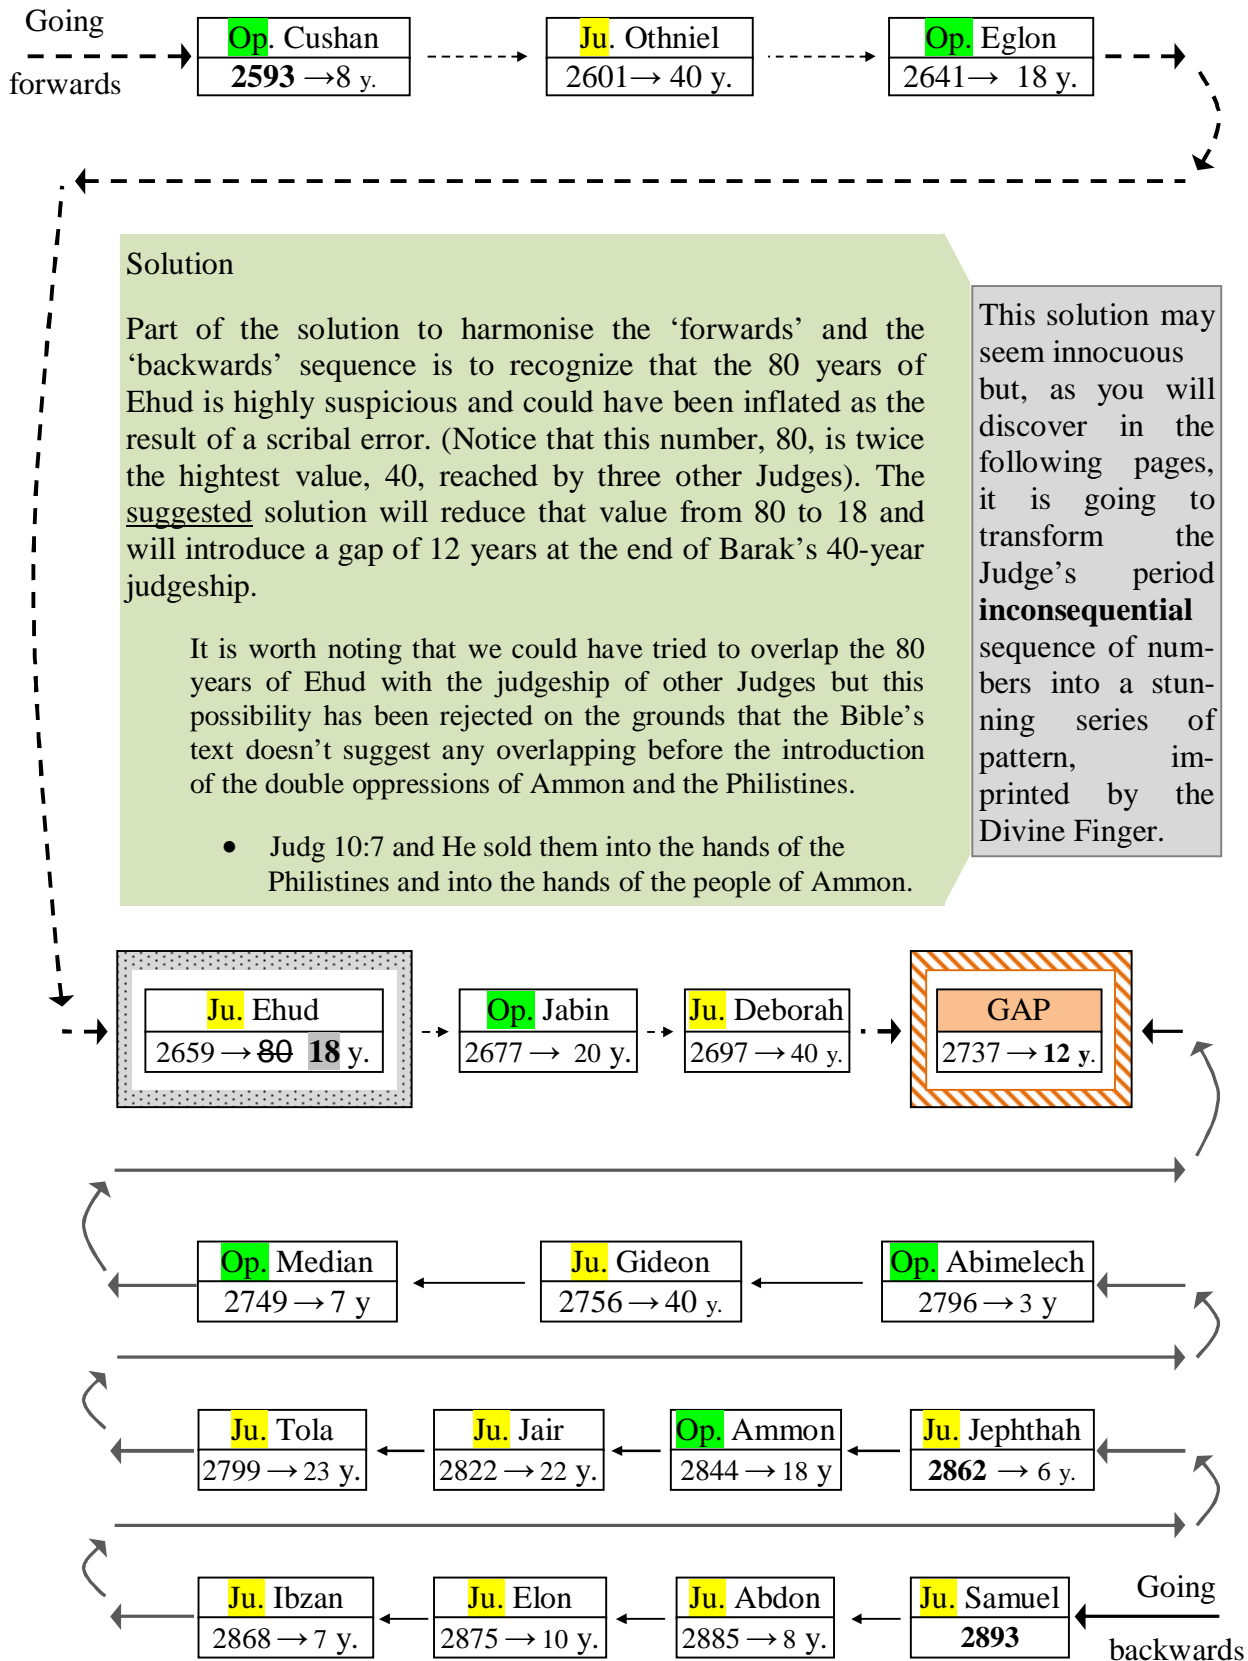 Going
forwards
Op. Cushan
2593 →8 y.
Ju. Othniel
2601→ 40 y.
Op. Eglon
2641→ 18 y.
Solution
Part of the solution to harmonise the ‘forwards’ and the
‘backwards’ sequence is to recognize that the 80 years of
Ehud is highly suspicious and could have been inflated as the
result of a scribal error. (Notice that this number, 80, is twice
the highest value, 40, reached by three other Judges). The
suggested solution will reduce that value from 80 to 18 and
will introduce a gap of 12 years at the end of Barak’s 40-year
judgeship.
It is worth noting that we could have tried to overlap the 80
years of Ehud with the judgeship of other Judges but this
possibility has been rejected on the grounds that the Bible’s
text doesn’t suggest any overlapping before the introduction
of the double oppressions of Ammon and the Philistines.
• Judg 10:7 and He sold them into the hands of the
Philistines and into the hands of the people of Ammon.
This solution may
seem innocuous
but, as you will
discover in the
following pages,
it is going to
transform the
Judge’s period
inconsequential
sequence of num-
bers into a stun-
ning series of
pattern, im-
printed by the
Divine Finger.
Ju. Ehud
2659 → 80 18 y.
Op. Jabin
2677 → 20 y.
Ju. Deborah
2697 → 40 y.
GAP
2737 → 12 y.
Op. Median
2749 → 7 y
Ju. Gideon
2756 → 40 y.
Op. Abimelech
2796 → 3 y
Ju. Tola
2799 → 23 y.
Ju. Jair
2822 → 22 y.
Op. Ammon
2844 → 18 y
Ju. Jephthah
2862 → 6 y.
Ju. Ibzan
2868 → 7 y.
Ju. Elon
2875 → 10 y.
Ju. Abdon
2885 → 8 y.
Ju. Samuel
2893
Going
backwards